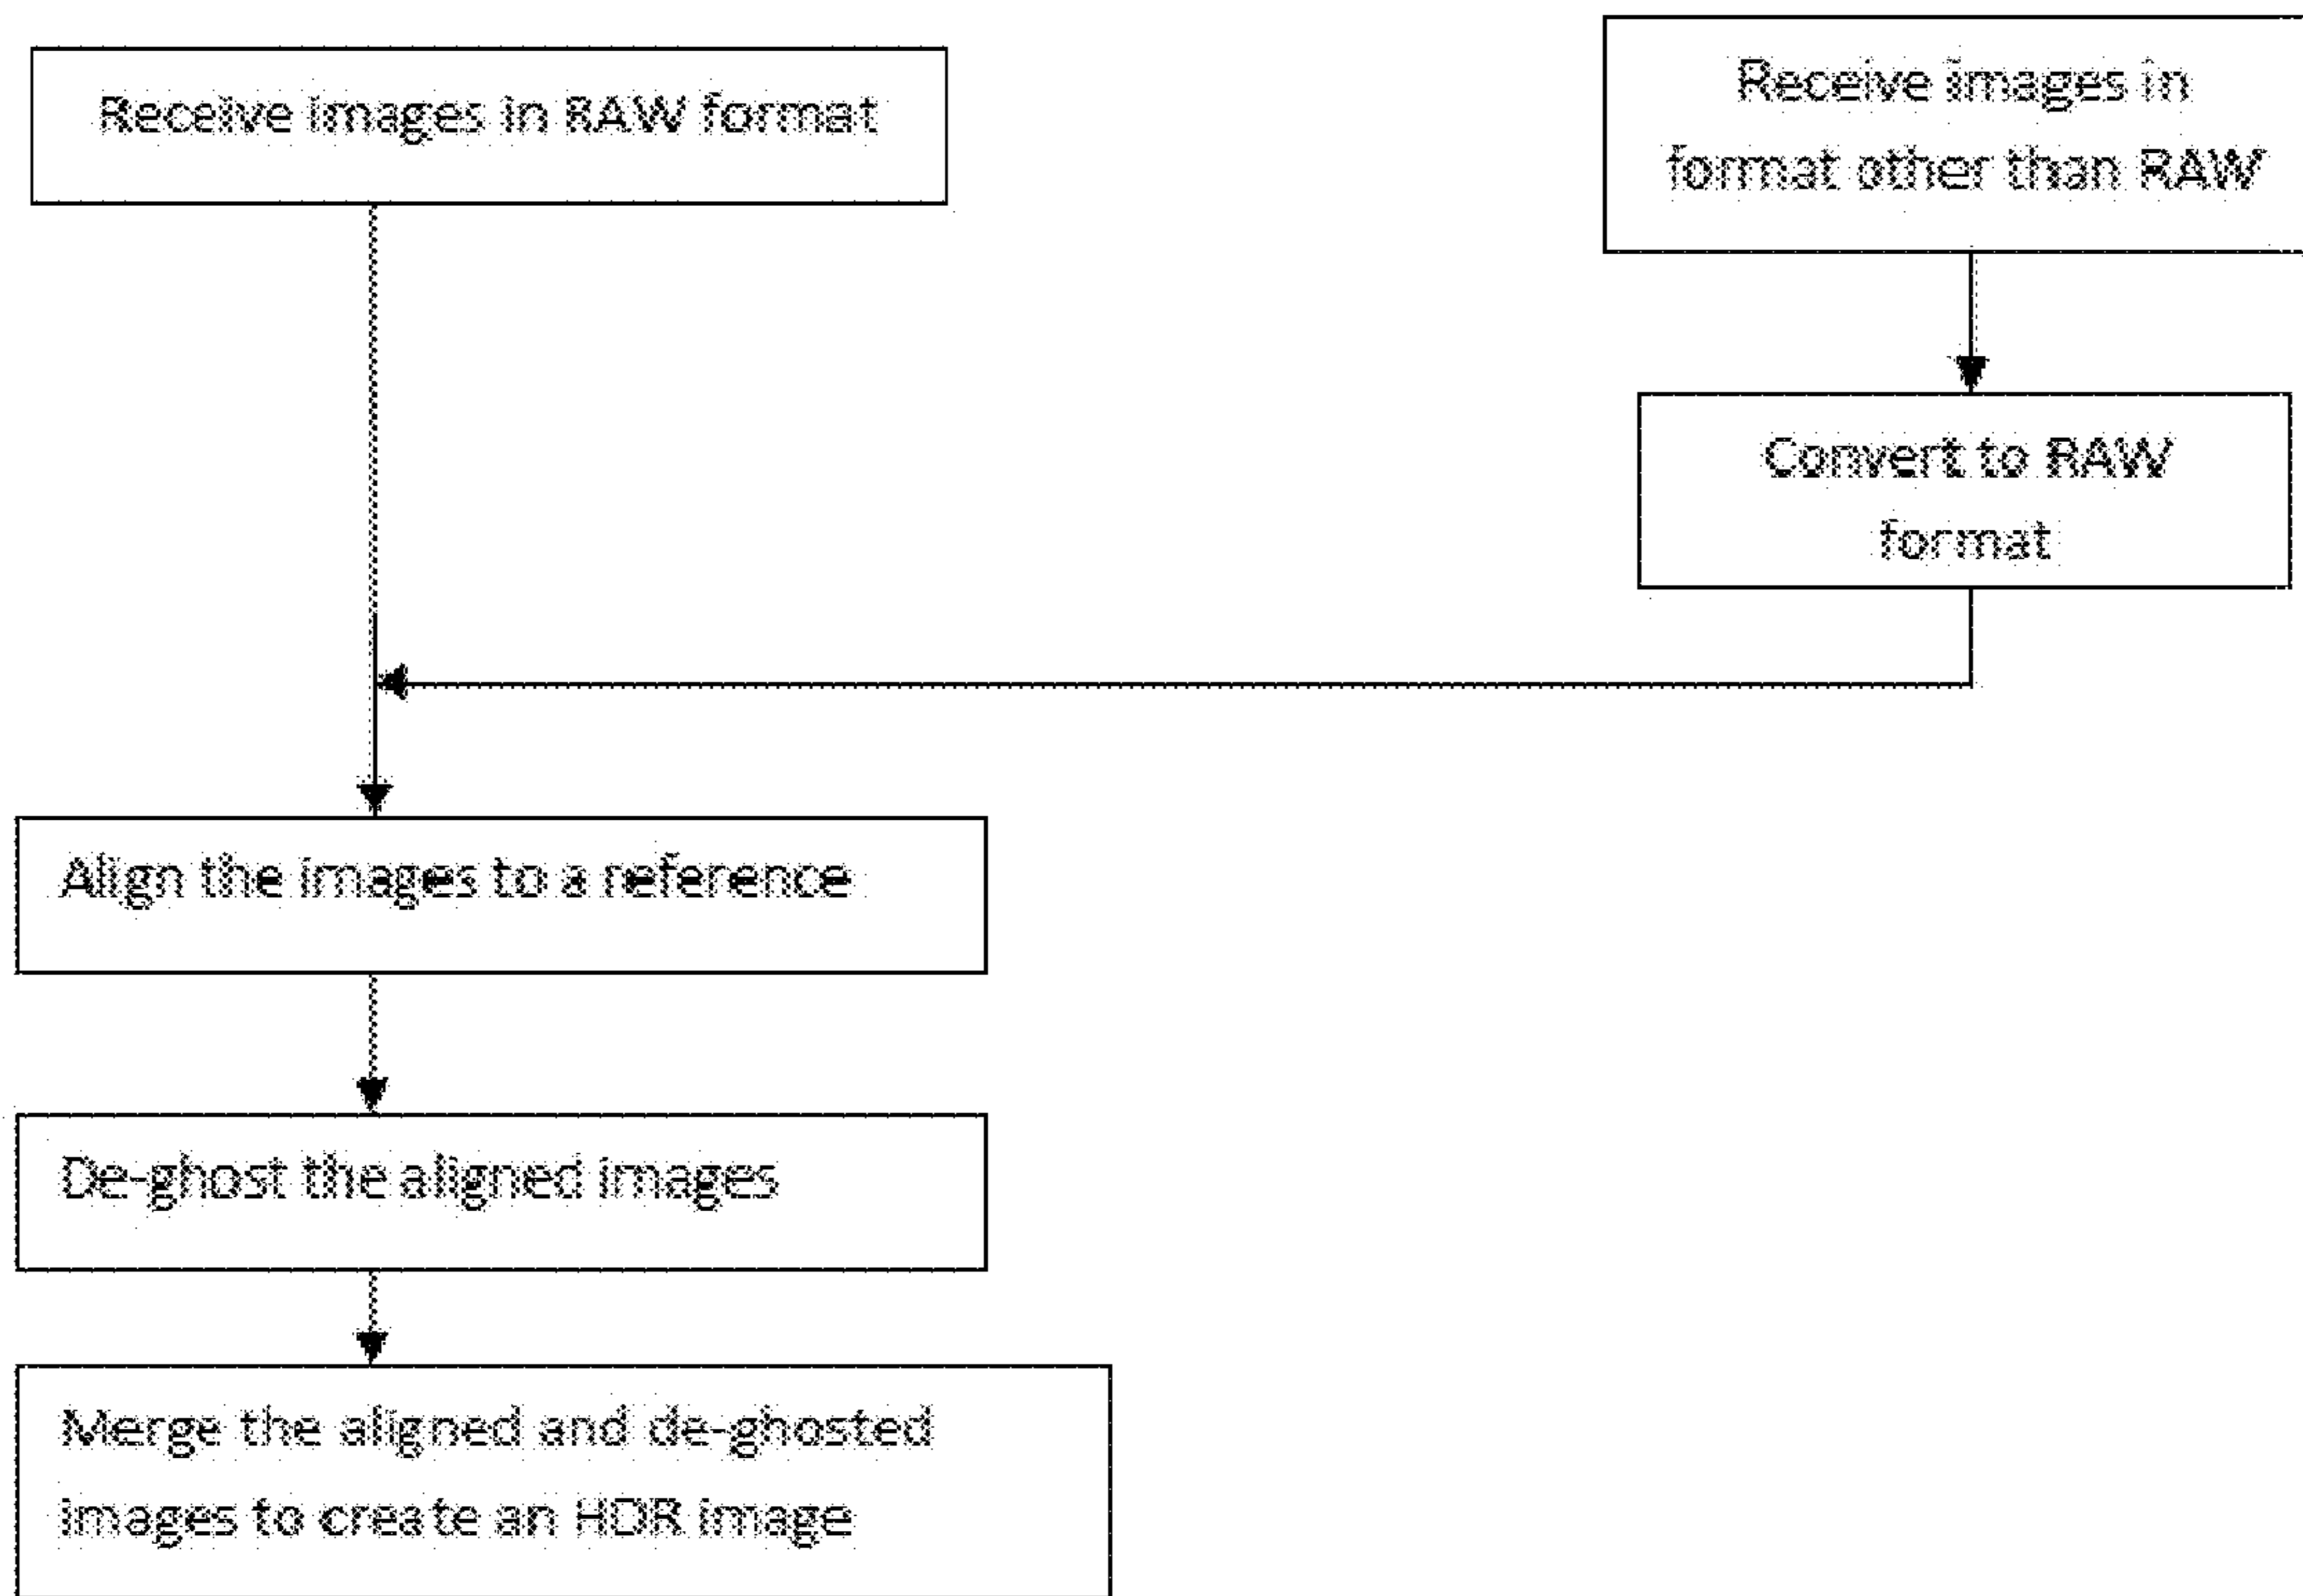 Receive images in RAW format
Receive images in
format other than RAW
Convert to RAW
format
Align the images to a reference
De-ghost the aligned images
Merge the aligned and de-ghosted
images to create an HDR image